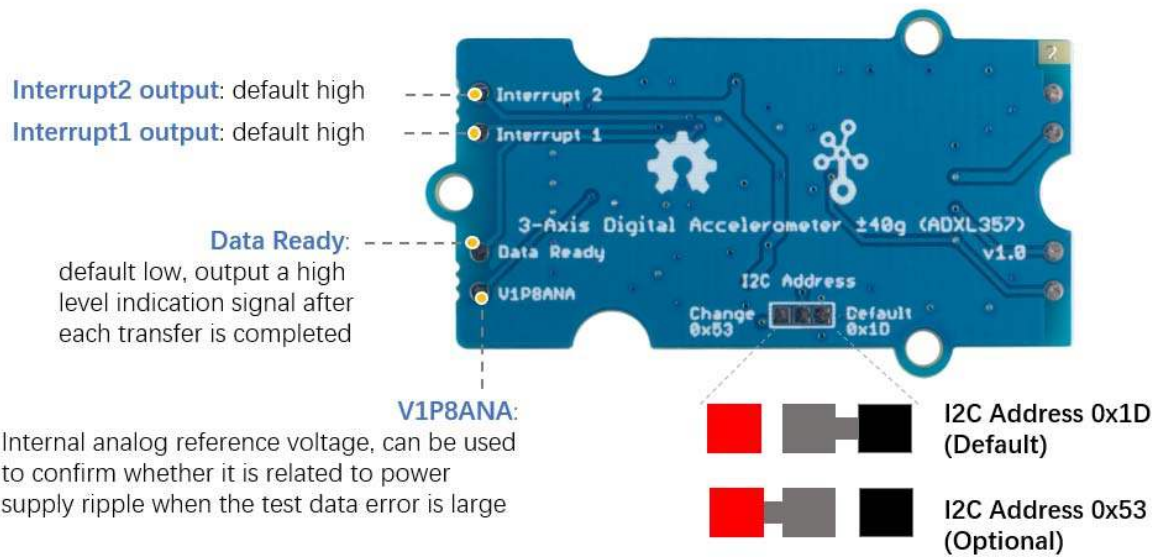 Interrupt2 output: default high
Interrupt1 output: default high
Data Ready:
default low, output a high
level indication signal after
each transfer is completed
V1P8ANA:
Internal analog reference voltage, can be used
to confirm whether it is related to power
supply ripple when the test data error is large
Interrupt 2
Interrupt 1
3-Axis Digital Accelerometer ±40g (ADXL357)
Data Ready
v1.0
I2C Address
V1P8ANA
Change
0x53
Default
0x1D
I2C Address 0x1D
(Default)
I2C Address 0x53
(Optional)